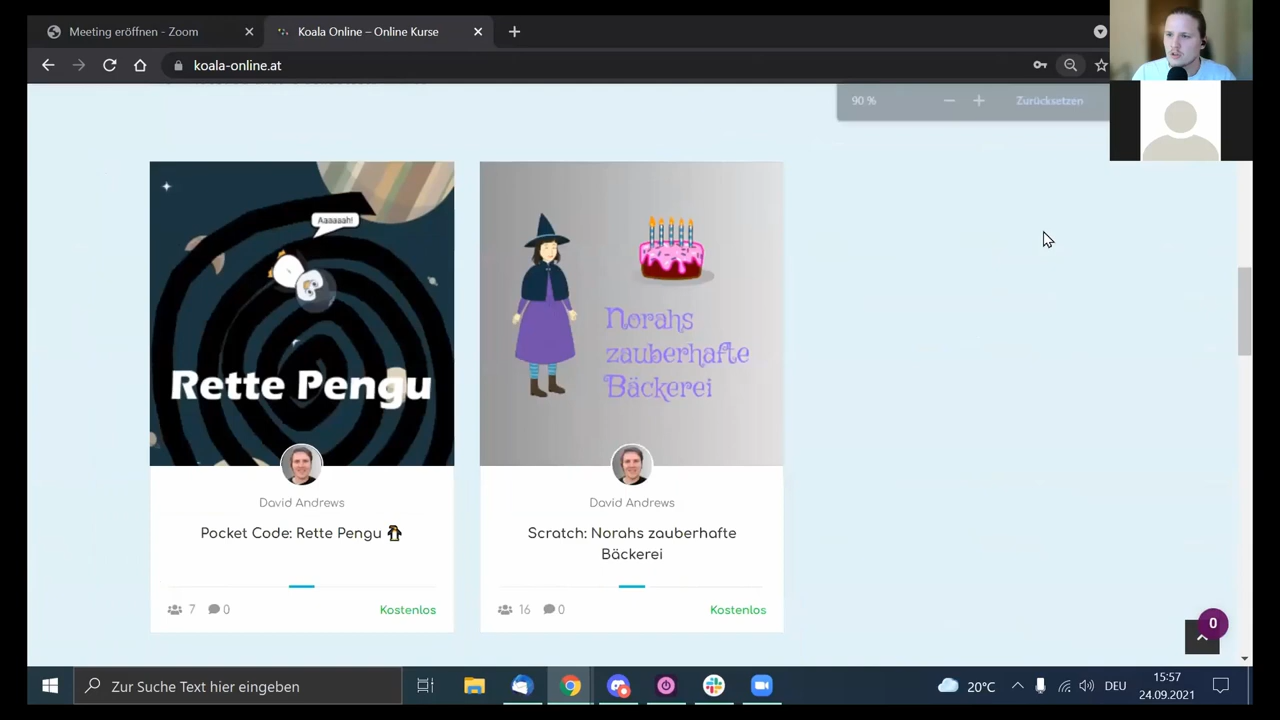 Meeting eröffnen - Zoom
Koala Online – Online Kurse
koala-online.at
90 %
Zurücksetzen
Aaaaaah!
Rette Pengu
Norahs
zauberhafte
Bäckerei
David Andrews
David Andrews
Pocket Code: Rette Pengu
Scratch: Norahs zauberhafte
Bäckerei
7
0
Kostenlos
16
0
Kostenlos
0
Zur Suche Text hier eingeben
20°C
DEU
15:57
24.09.2021